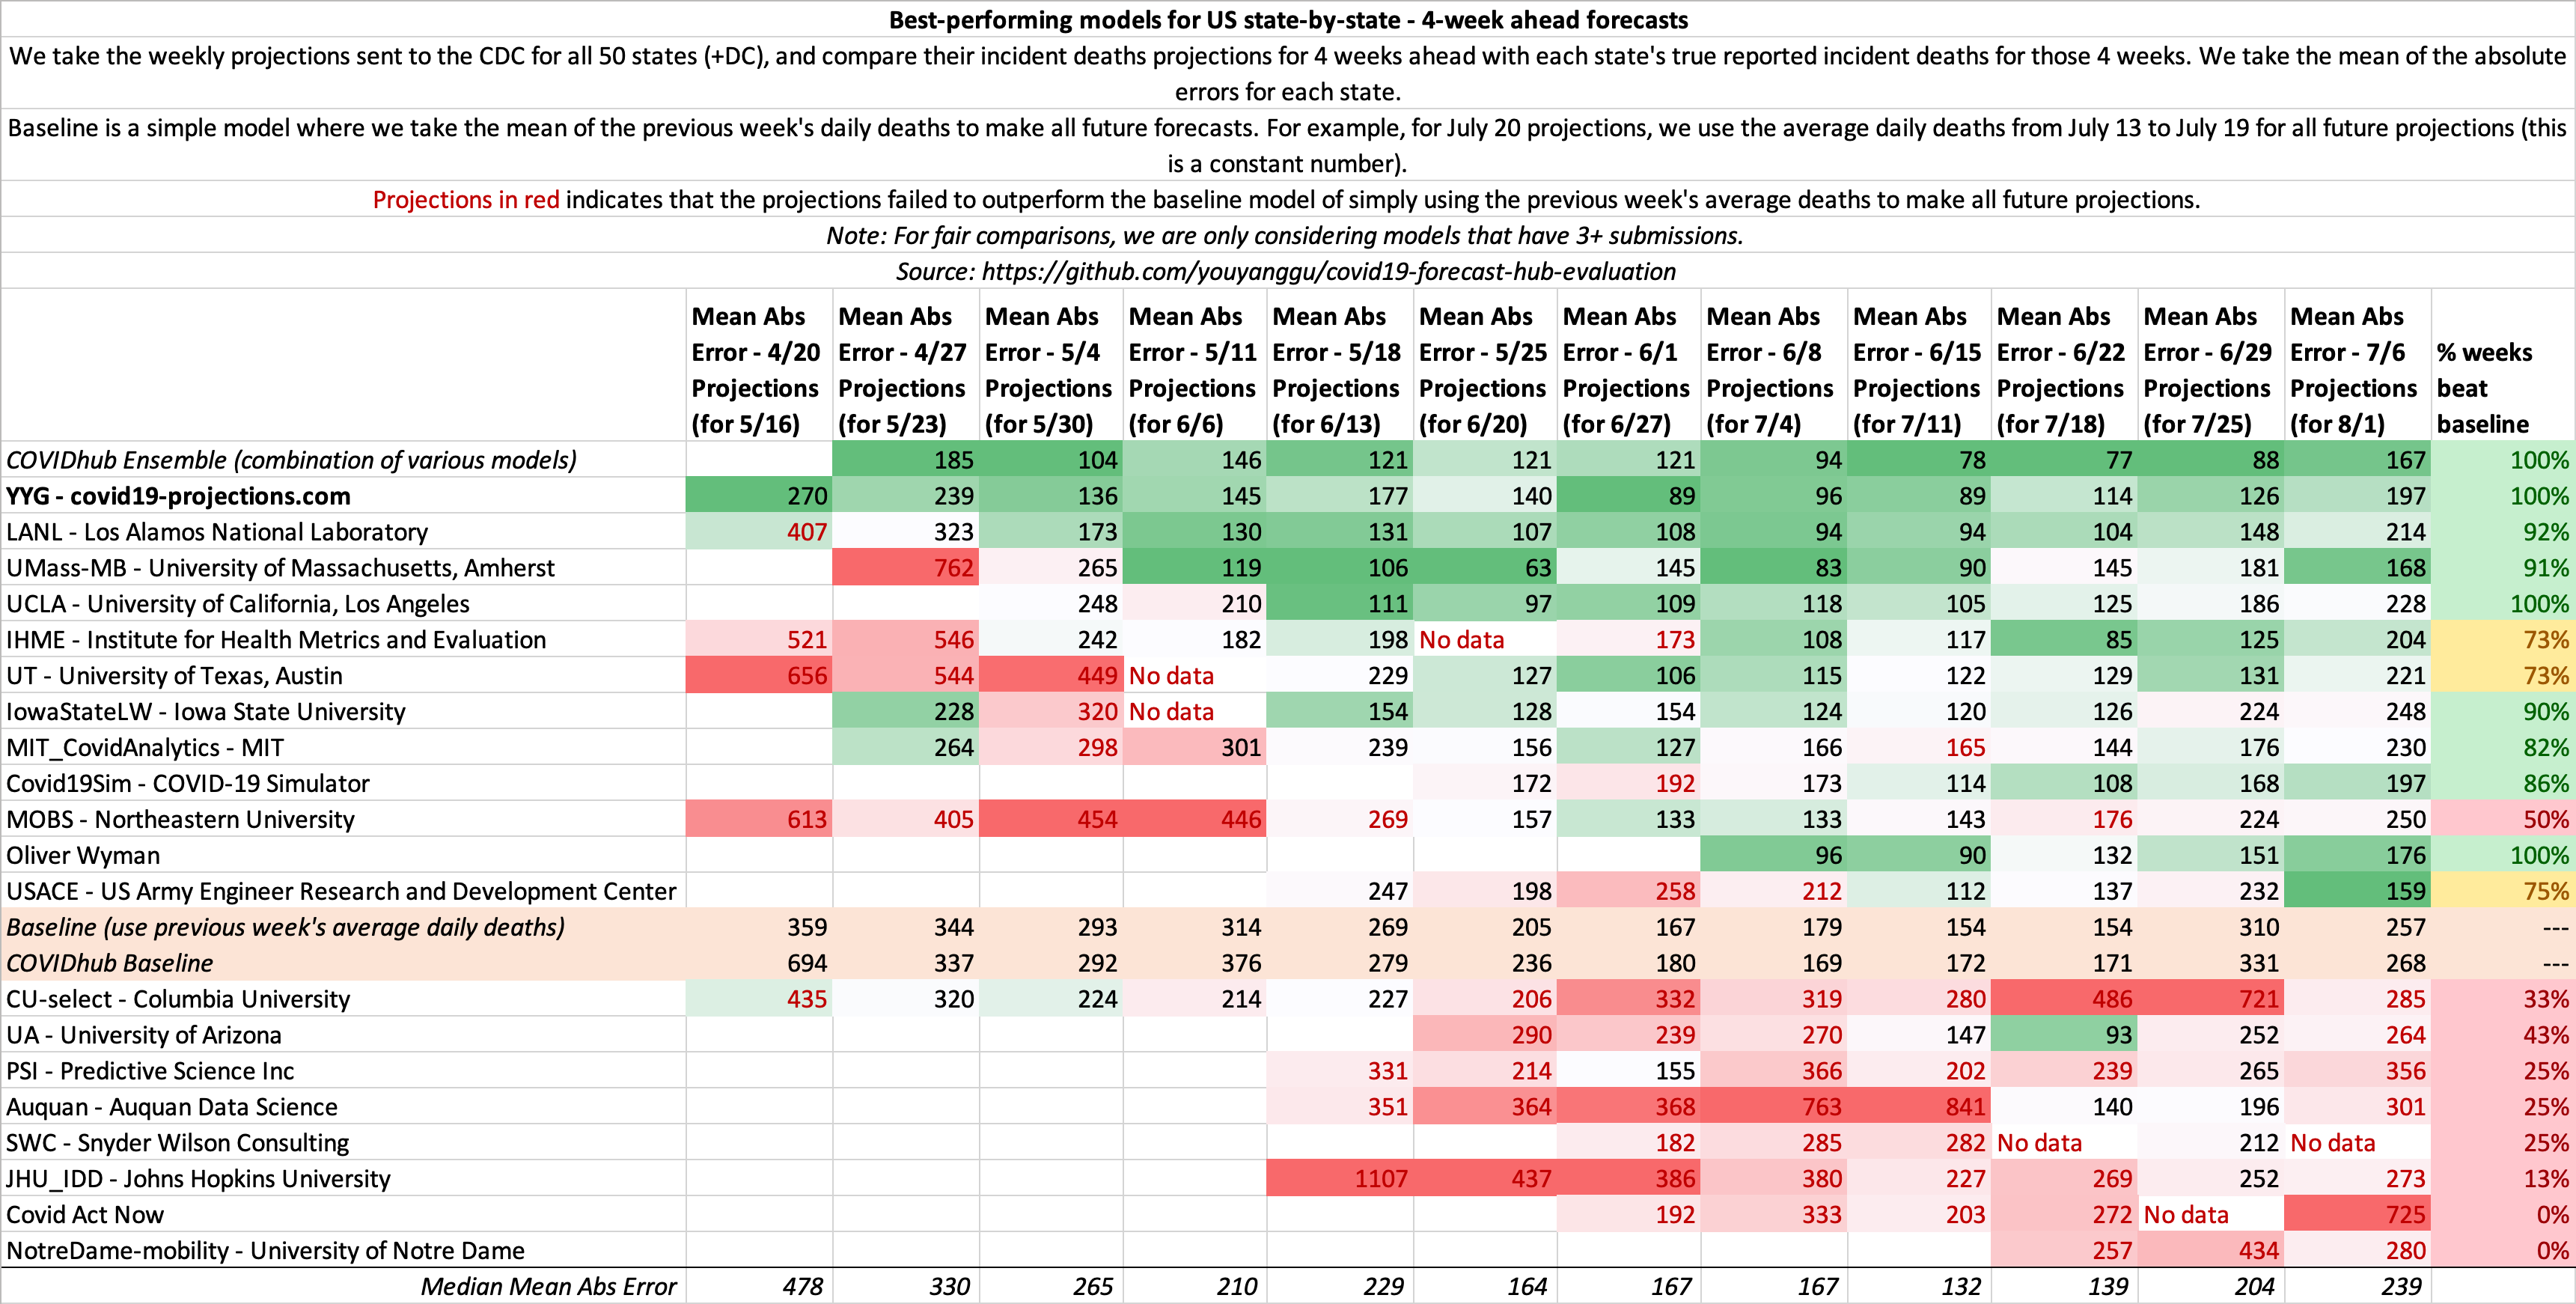 Best-performing models for US state-by-state - 4-week ahead forecasts
We take the weekly projections sent to the CDC for all 50 states (+DC), and compare their incident deaths projections for 4 weeks ahead with each state's true reported incident deaths for those 4 weeks. We take the mean of the absolute
errors for each state.
Baseline is a simple model where we take the mean of the previous week's daily deaths to make all future forecasts. For example, for July 20 projections, we use the average daily deaths from July 13 to July 19 for all future projections (this
is a constant number).
Projections in red indicates that the projections failed to outperform the baseline model of simply using the previous week's average deaths to make all future projections.
Note: For fair comparisons, we are only considering models that have 3+ submissions.
Source: https://github.com/youyanggu/covid19-forecast-hub-evaluation
Mean Abs Mean Abs Mean Abs Mean Abs Mean Abs Mean Abs Mean Abs Mean Abs Mean Abs Mean Abs Mean Abs Mean Abs
Error - 4/20 Error - 4/27 Error - 5/4 Error - 5/11 Error - 5/18 Error - 5/25 Error - 6/1 Error - 6/8 Error - 6/15 Error - 6/22 Error - 6/29 Error - 7/6 % weeks
Projections Projections Projections Projections Projections Projections Projections Projections Projections Projections Projections Projections beat
(for 5/16) (for 5/23) (for 5/30) (for 6/6) (for 6/13) (for 6/20) (for 6/27) (for 7/4) (for 7/11) (for 7/18) (for 7/25) (for 8/1) baseline
COVIDhub Ensemble (combination of various models) 185 104 146 121 121 121 94 78 77 88 167 100%
YYG - covid19-projections.com 270 239 136 145 177 140 89 96 89 114 126 197 100%
LANL - Los Alamos National Laboratory 407 323 173 130 131 107 108 94 94 104 148 214 92%
UMass-MB - University of Massachusetts, Amherst 762 265 119 106 63 145 83 90 145 181 168 91%
UCLA - University of California, Los Angeles 248 210 111 97 109 118 105 125 186 228 100%
IHME - Institute for Health Metrics and Evaluation 521 546 242 182 198 No data 173 108 117 85 125 204 73%
UT - University of Texas, Austin 656 544 449 No data 229 127 106 115 122 129 131 221 73%
IowaStateLW - Iowa State University 228 320 No data 154 128 154 124 120 126 224 248 90%
MIT_CovidAnalytics - MIT 264 298 301 239 156 127 166 165 144 176 230 82%
Covid19Sim - COVID-19 Simulator 172 192 173 114 108 168 197 86%
MOBS - Northeastern University 613 405 454 446 269 157 133 133 143 176 224 250 50%
Oliver Wyman 96 90 132 151 176 100%
USACE - US Army Engineer Research and Development Center 247 198 258 212 112 137 232 159 75%
Baseline (use previous week's average daily deaths) 359 344 293 314 269 205 167 179 154 154 310 257 ---
COVIDhub Baseline 694 337 292 376 279 236 180 169 172 171 331 268 ---
CU-select - Columbia University 435 320 224 214 227 206 332 319 280 486 721 285 33%
UA - University of Arizona 290 239 270 147 93 252 264 43%
PSI - Predictive Science Inc 331 214 155 366 202 239 265 356 25%
Auquan - Auquan Data Science 351 364 368 763 841 140 196 301 25%
SWC - Snyder Wilson Consulting 182 285 282 No data 212 No data 25%
JHU_IDD - Johns Hopkins University 1107 437 386 380 227 269 252 273 13%
Covid Act Now 192 333 203 272 No data 725 0%
NotreDame-mobility - University of Notre Dame 257 434 280 0%
Median Mean Abs Error 478 330 265 210 229 164 167 167 132 139 204 239